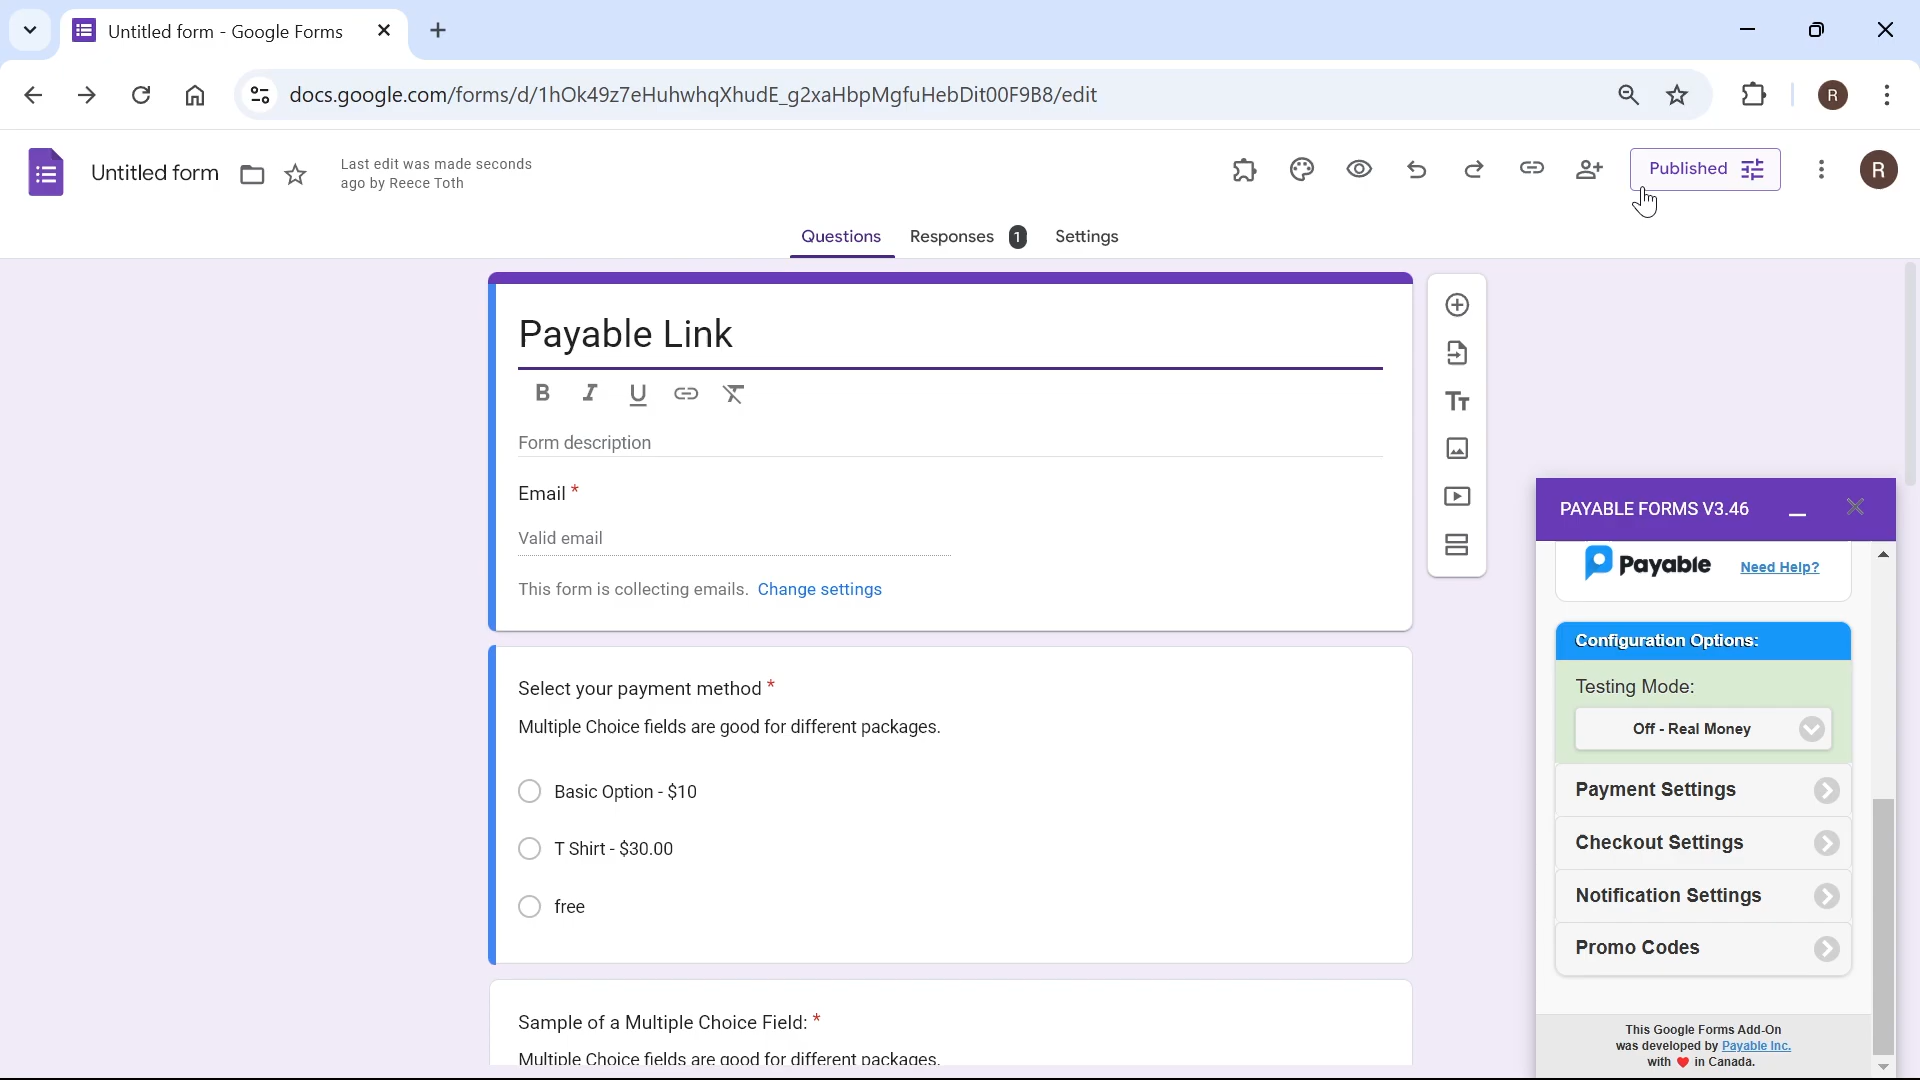 Untitled form - Google Forms
docs.google.com/forms/d/1hOk49z7eHuhwhqXhudE_g2xaHbpMgfuHebDit00F9B8/edit
R
Untitled form
Last edit was made seconds
ago by Reece Toth
Published
R
Questions
Responses 1
Settings
Payable Link
B I U
Form description
Email *
Valid email
This form is collecting emails. Change settings
Select your payment method *
Multiple Choice fields are good for different packages.
Basic Option - $10
T Shirt - $30.00
free
Sample of a Multiple Choice Field: *
Multiple Choice fields are good for different packages.
PAYABLE FORMS V3.46
Payable Need Help?
Configuration Options:
Testing Mode:
Off - Real Money
Payment Settings
Checkout Settings
Notification Settings
Promo Codes
This Google Forms Add-On
was developed by Payable Inc.
with ❤️ in Canada.